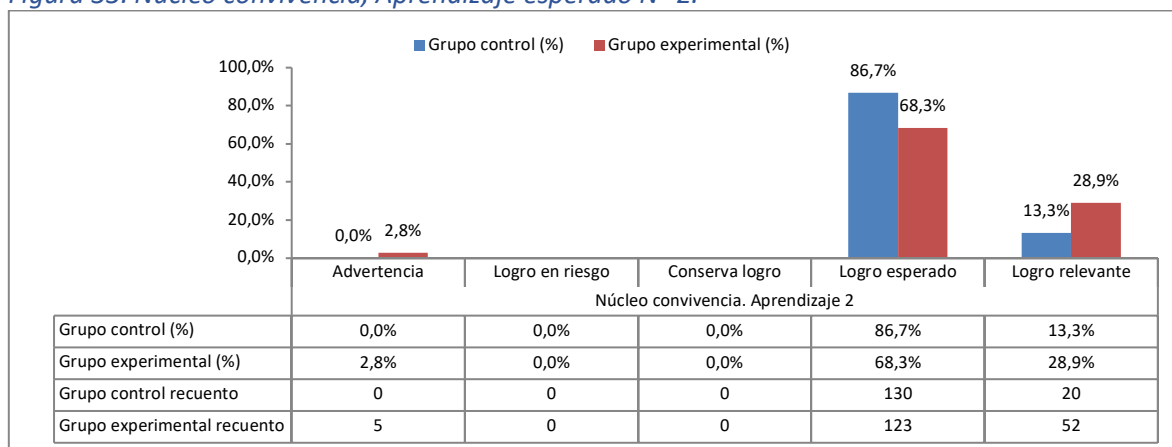 Figura 33. Núcleo convivencia, Aprendizaje esperado N° 2.
Grupo control (%) Grupo experimental (%)
100,0%
80,0%
60,0%
40,0%
20,0%
0,0%
0,0% 2,8%
86,7%
68,3%
13,3%
28,9%
Advertencia Logro en riesgo Conserva logro Logro esperado Logro relevante
Núcleo convivencia. Aprendizaje 2
Grupo control (%) 0,0% 0,0% 0,0% 86,7% 13,3%
Grupo experimental (%) 2,8% 0,0% 0,0% 68,3% 28,9%
Grupo control recuento 0 0 0 130 20
Grupo experimental recuento 5 0 0 123 52